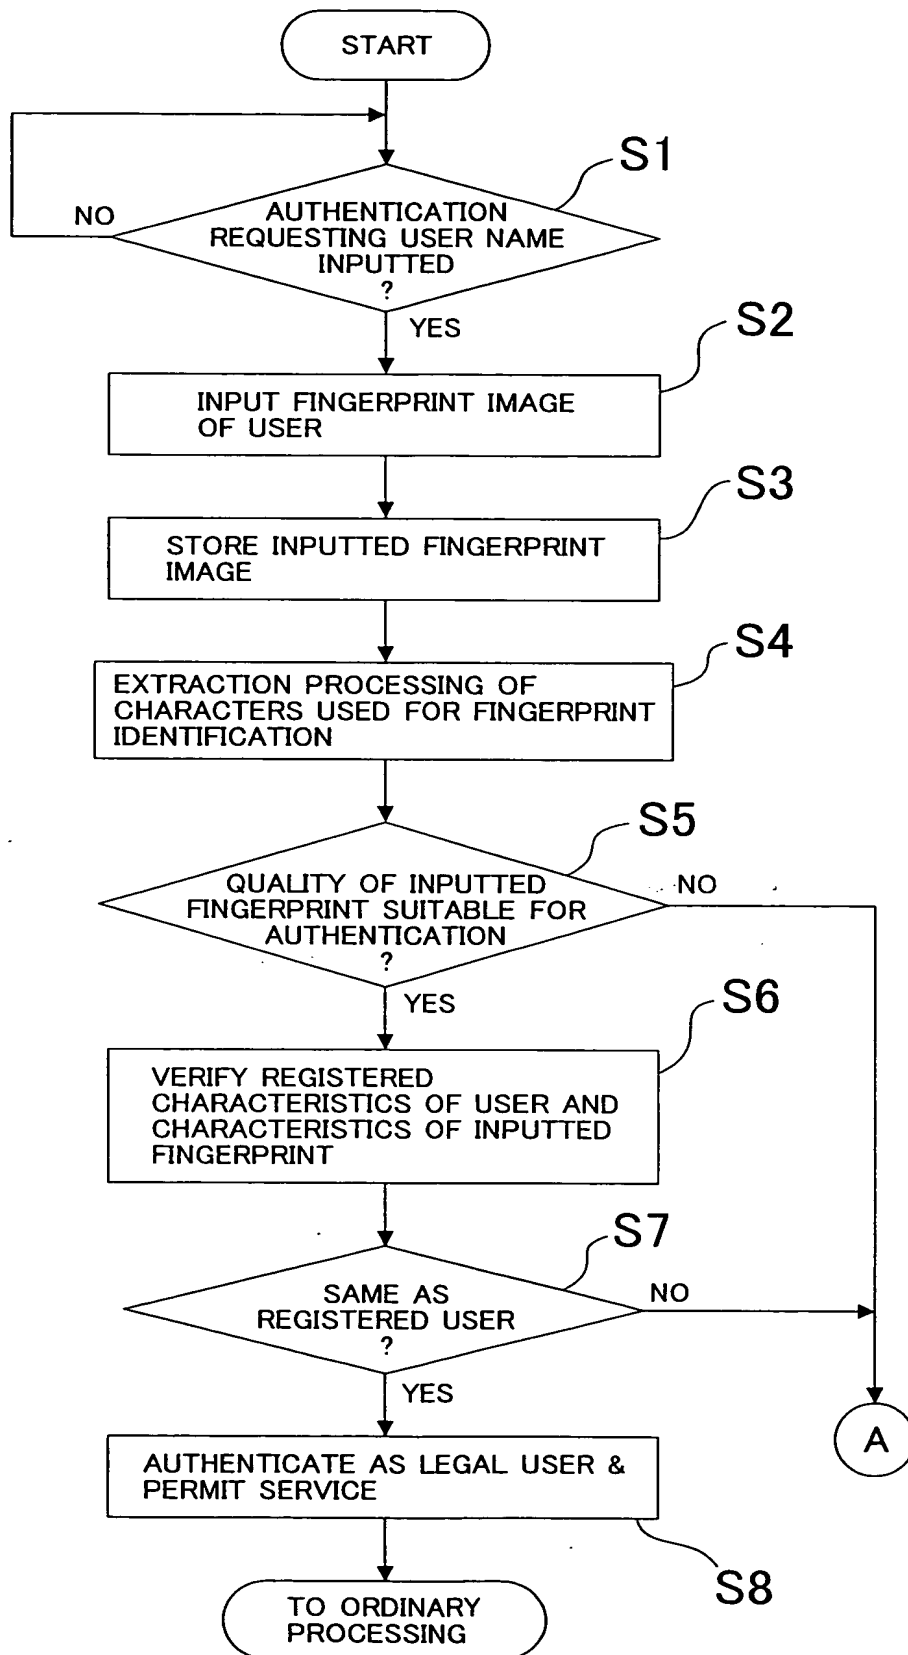 START
S1
NO
AUTHENTICATION
REQUESTING USER NAME
INPUTTED
?
YES
S2
INPUT FINGERPRINT IMAGE
OF USER
S3
STORE INPUTTED FINGERPRINT
IMAGE
S4
EXTRACTION PROCESSING OF
CHARACTERS USED FOR FINGERPRINT
IDENTIFICATION
S5
QUALITY OF INPUTTED
FINGERPRINT SUITABLE FOR
AUTHENTICATION
?
NO
YES
S6
VERIFY REGISTERED
CHARACTERISTICS OF USER AND
CHARACTERISTICS OF INPUTTED
FINGERPRINT
S7
SAME AS
REGISTERED USER
?
NO
YES
A
AUTHENTICATE AS LEGAL USER &
PERMIT SERVICE
S8
TO ORDINARY
PROCESSING